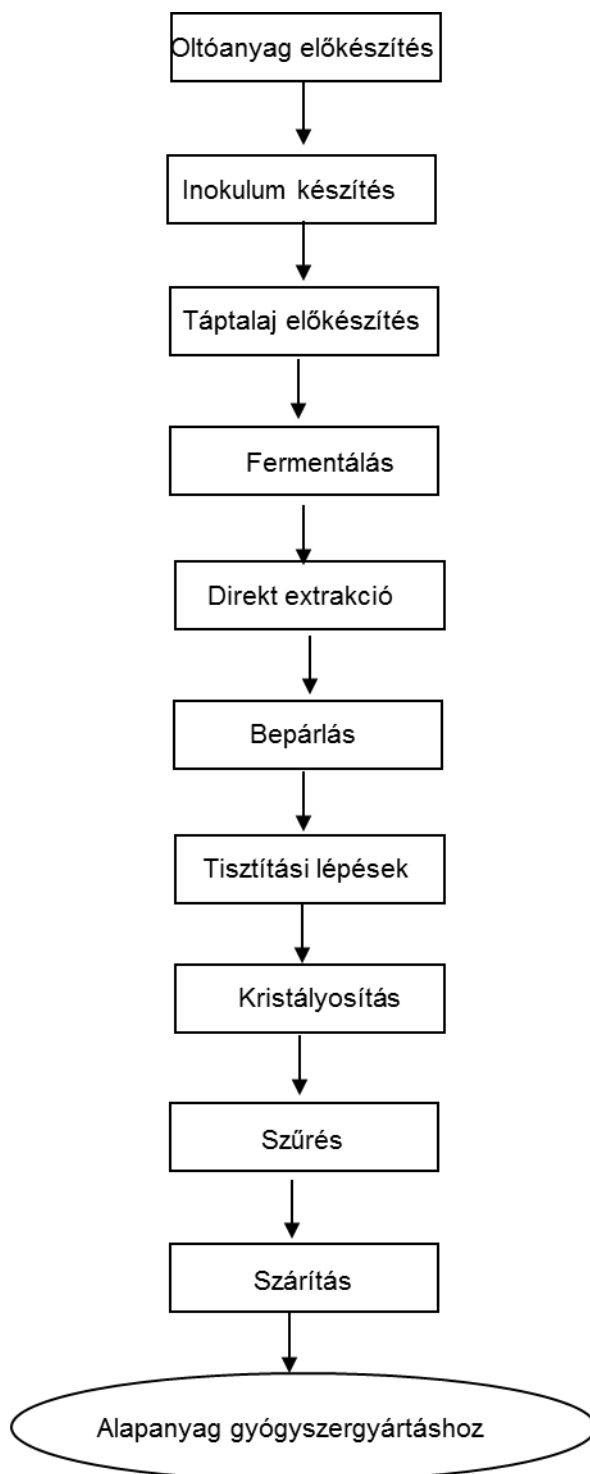 Oltóanyag előkészítés
Inokulum készítés
Táptalaj előkészítés
Fermentálás
Direkt extrakció
Bepárlás
Tisztítási lépések
Kristályosítás
Szűrés
Szárítás
Alapanyag gyógyszergyártáshoz